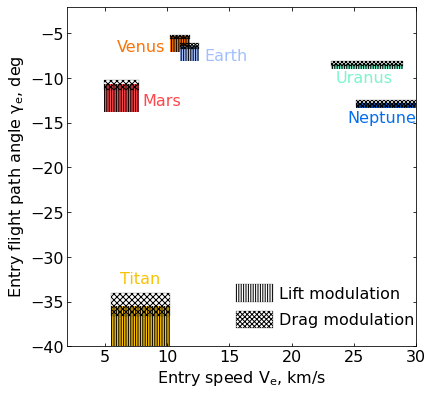 −5
−10
−15
−20
−25
−30
−35
−40
Entry flight path angle γe, deg
Venus
Earth
Uranus
Mars
Neptune
Titan
Lift modulation
Drag modulation
5 10 15 20 25 30
Entry speed Ve, km/s